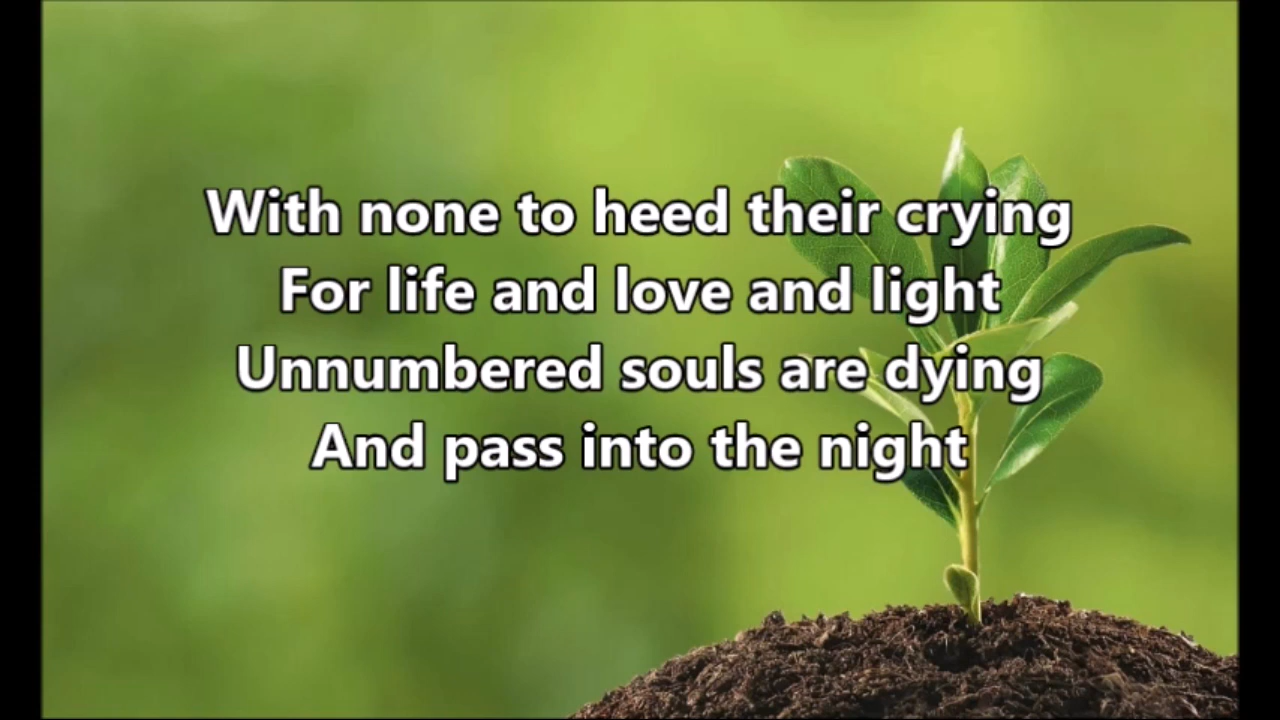 With none to heed their crying
For life and love and light
Unnumbered souls are dying
And pass into the night